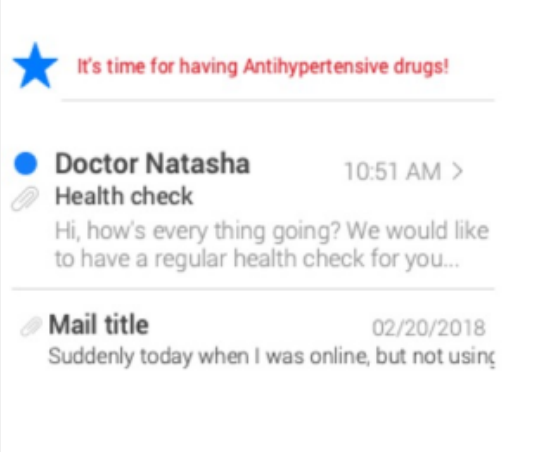 It's time for having Antihypertensive drugs!
Doctor Natasha
10:51 AM >
Health check
Hi, how's every thing going? We would like
to have a regular health check for you...
Mail title
02/20/2018
Suddenly today when I was online, but not using